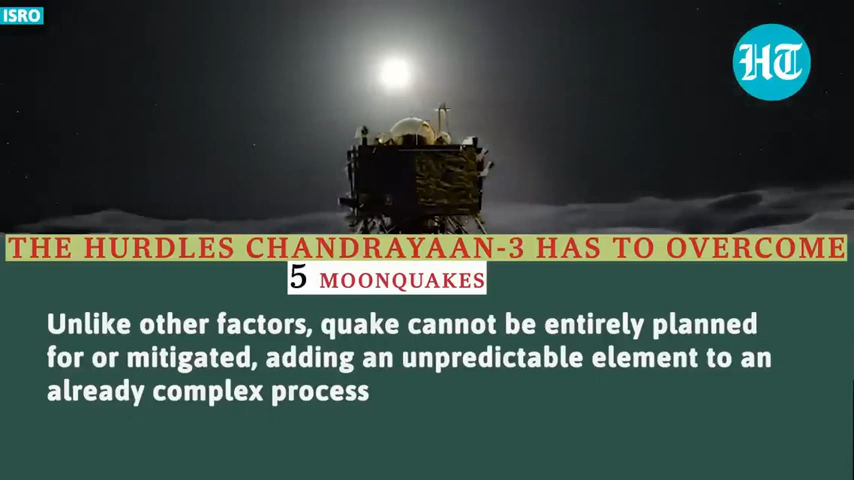 ISRO
HT
THE HURDLES CHANDRAYAAN-3 HAS TO OVERCOME
5 MOONQUAKES
Unlike other factors, quake cannot be entirely planned
for or mitigated, adding an unpredictable element to an
already complex process